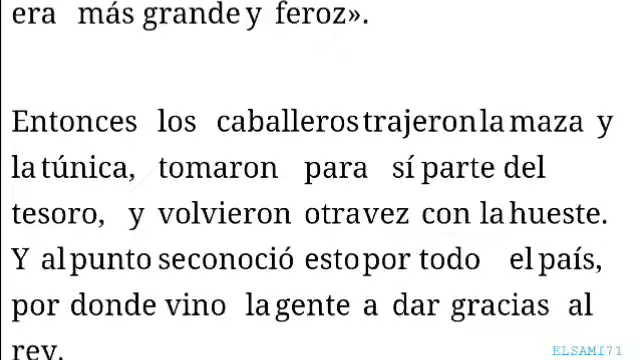 era más grande y feroz».
Entonces los caballeros trajeron la maza y
la túnica, tomaron para sí parte del
tesoro, y volvieron otra vez con la hueste.
Y al punto se conoció esto por todo el país,
por donde vino la gente a dar gracias al
rey.
ELSAMI71